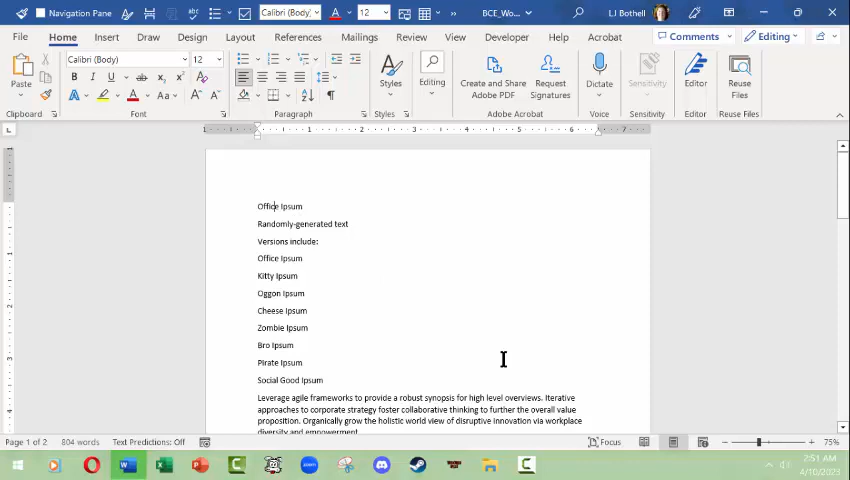 Navigation Pane
Calibri (Body)
12
BCE_Wo...
LJ Bothell
File
Home
Insert
Draw
Design
Layout
References
Mailings
Review
View
Developer
Help
Acrobat
Comments
Editing
Paste
Calibri (Body)
12
Styles
Editing
Create and Share
Adobe PDF
Request
Signatures
Dictate
Sensitivity
Editor
Reuse
Files
Clipboard
Font
Paragraph
Styles
Adobe Acrobat
Voice
Sensitivity
Editor
Reuse Files
Office Ipsum
Randomly-generated text
Versions include:
Office Ipsum
Kitty Ipsum
Oggon Ipsum
Cheese Ipsum
Zombie Ipsum
Bro Ipsum
Pirate Ipsum
Social Good Ipsum
Leverage agile frameworks to provide a robust synopsis for high level overviews. Iterative
approaches to corporate strategy foster collaborative thinking to further the overall value
proposition. Organically grow the holistic world view of disruptive innovation via workplace
diversity and empowerment.
Page 1 of 2
804 words
Text Predictions: Off
Focus
75%
2:51 AM
4/10/2023